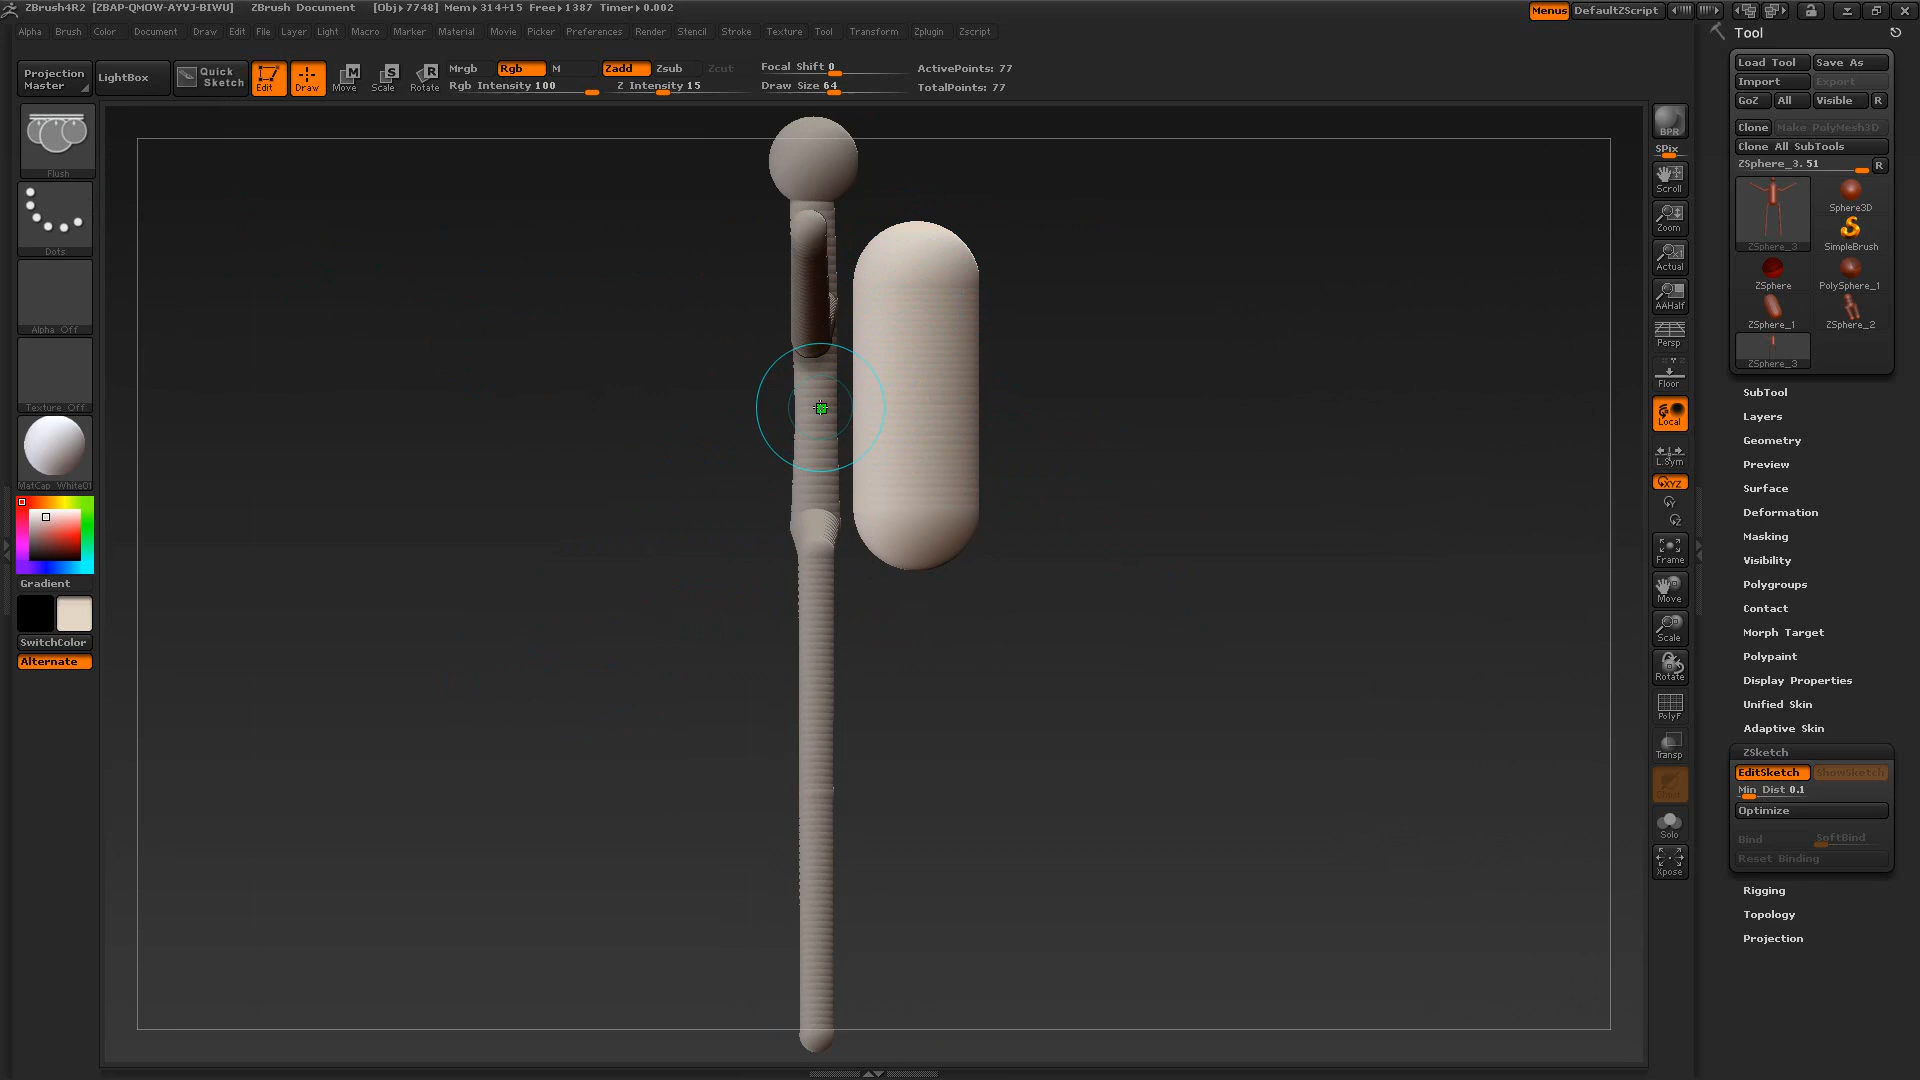 ZBrush4R2 [ZBAP-QMOW-AYVJ-BIWU] ZBrush Document [Obj▸7748] Mem▸314+15 Free▸1387 Timer▸0.002 Menus DefaultZScript
Alpha Brush Color Document Draw Edit File Layer Light Macro Marker Material Movie Picker Preferences Render Stencil Stroke Texture Tool Transform Zplugin Zscript
Projection Master
LightBox
Quick Sketch
Edit
Draw
Move
Scale
Rotate
Mrgb Rgb M
Rgb Intensity 100
Zadd Zsub Zcut
Z Intensity 15
Focal Shift 0
Draw Size 64
ActivePoints: 77
TotalPoints: 77
Flush
Dots
Alpha Off
Texture Off
MatCap White01
Gradient
SwitchColor
Alternate
BPR
SPix
Scroll
Zoom
Actual
AAHalf
Persp
Floor
Local
L.Sym
XYZ
Y
Z
Frame
Move
Scale
Rotate
PolyF
Transp
Ghost
Solo
Xpose
Tool
Load Tool Save As
Import Export
GoZ All Visible R
Clone Make PolyMesh3D
Clone All SubTools
ZSphere_3. 51 R
ZSphere_3
Sphere3D
SimpleBrush
ZSphere PolySphere_1
ZSphere_1 ZSphere_2
ZSphere_3
SubTool
Layers
Geometry
Preview
Surface
Deformation
Masking
Visibility
Polygroups
Contact
Morph Target
Polypaint
Display Properties
Unified Skin
Adaptive Skin
ZSketch
EditSketch ShowSketch
Min Dist 0.1
Optimize
Bind SoftBind
Reset Binding
Rigging
Topology
Projection